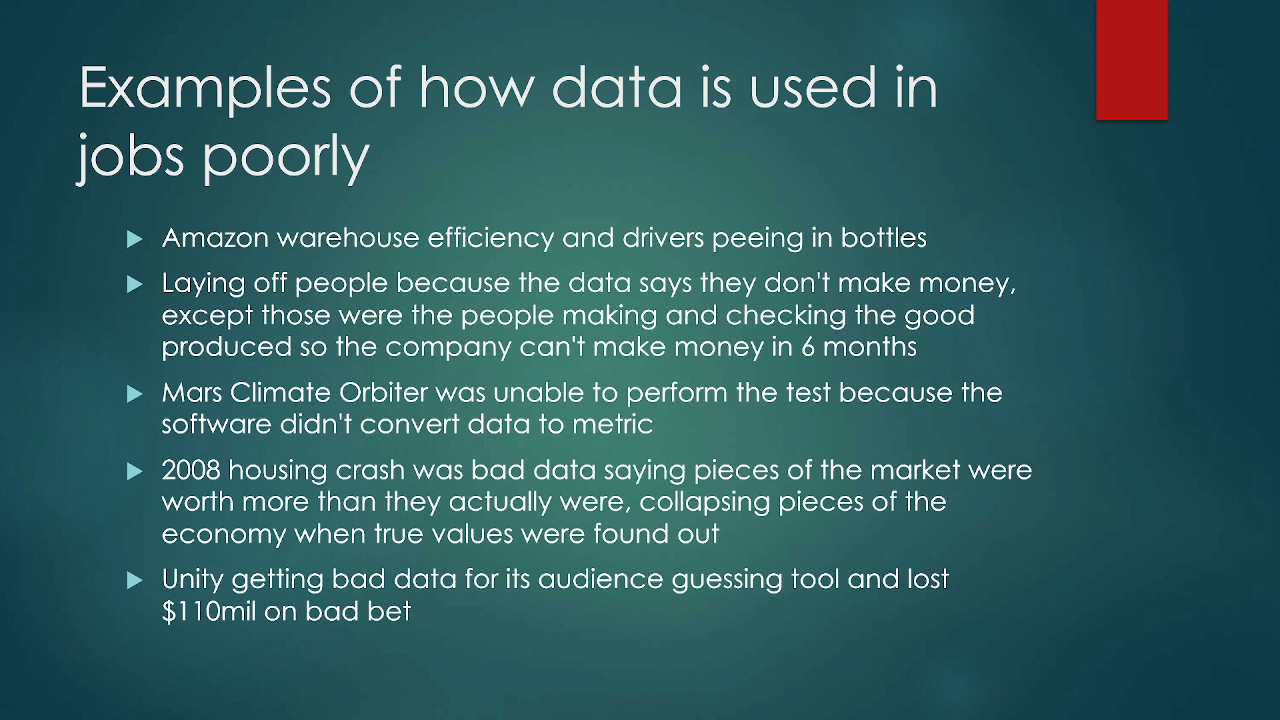 Examples of how data is used in
jobs poorly
Amazon warehouse efficiency and drivers peeing in bottles
Laying off people because the data says they don't make money,
except those were the people making and checking the good
produced so the company can't make money in 6 months
Mars Climate Orbiter was unable to perform the test because the
software didn't convert data to metric
2008 housing crash was bad data saying pieces of the market were
worth more than they actually were, collapsing pieces of the
economy when true values were found out
Unity getting bad data for its audience guessing tool and lost
$110mil on bad bet